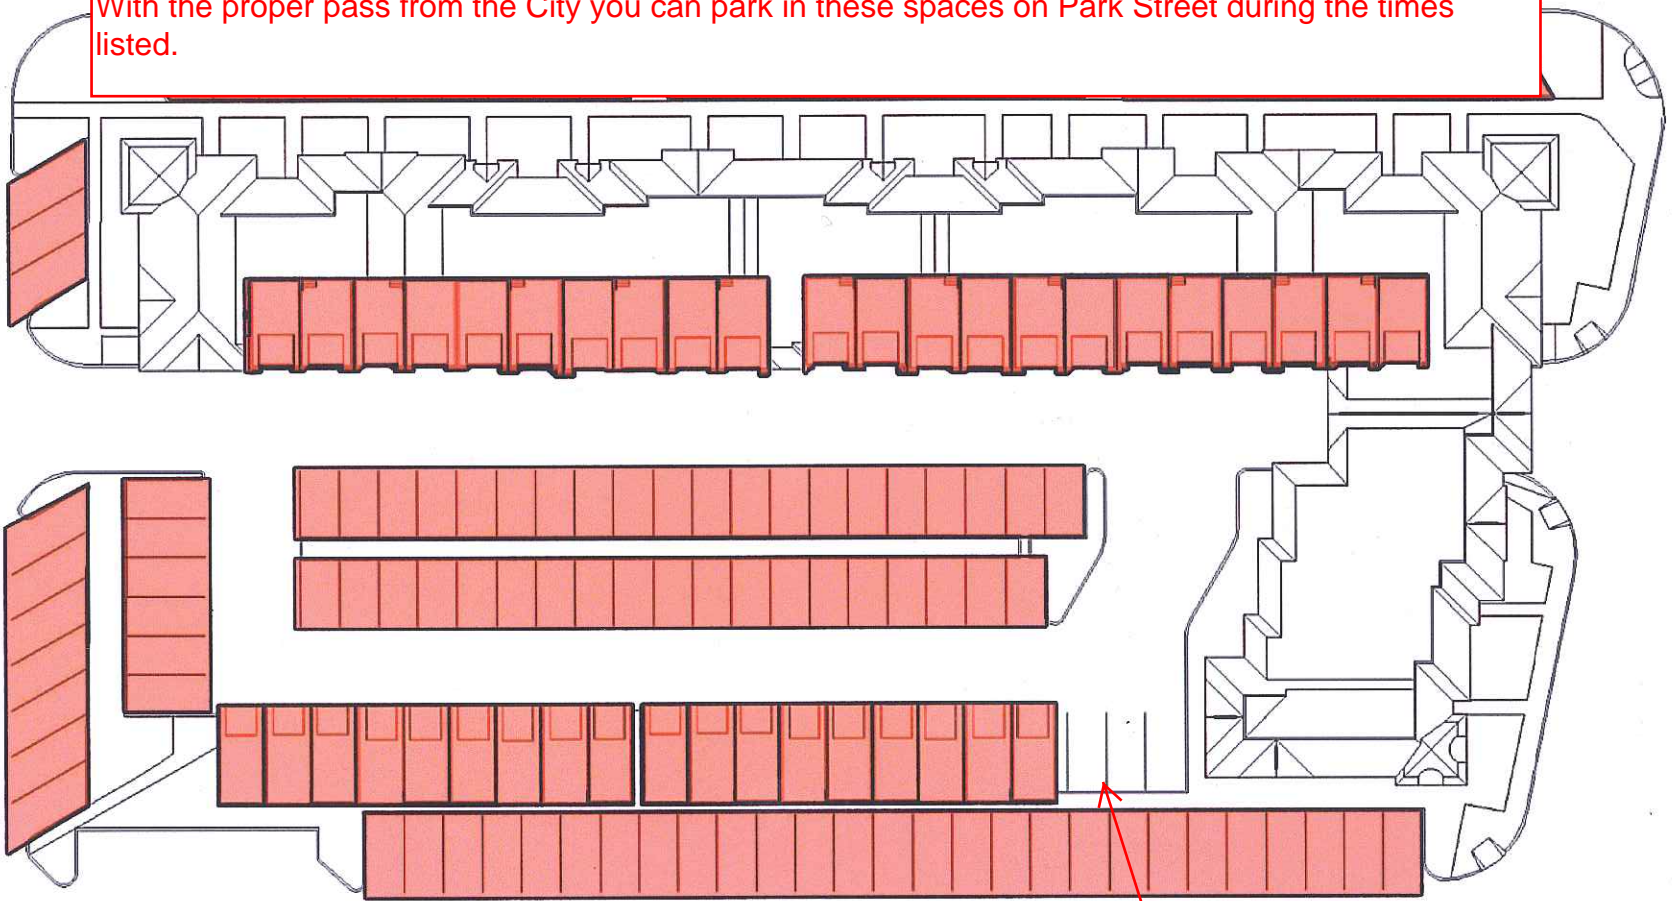 With the proper pass from the City you can park in these spaces on Park Street during the times
listed.